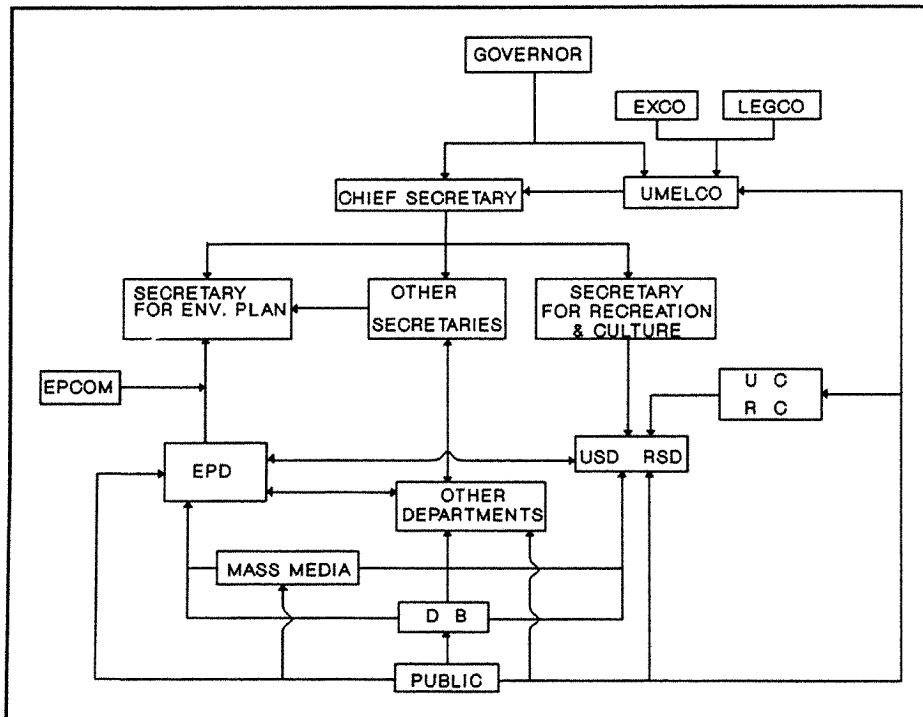 GOVERNOR
EXCO
LEGCO
CHIEF SECRETARY
UMELCO
SECRETARY
FOR ENV. PLAN
OTHER
SECRETARIES
SECRETARY
FOR RECREATION
& CULTURE
EPCOM
U C
R C
EPD
USD RSD
OTHER
DEPARTMENTS
MASS MEDIA
D B
PUBLIC